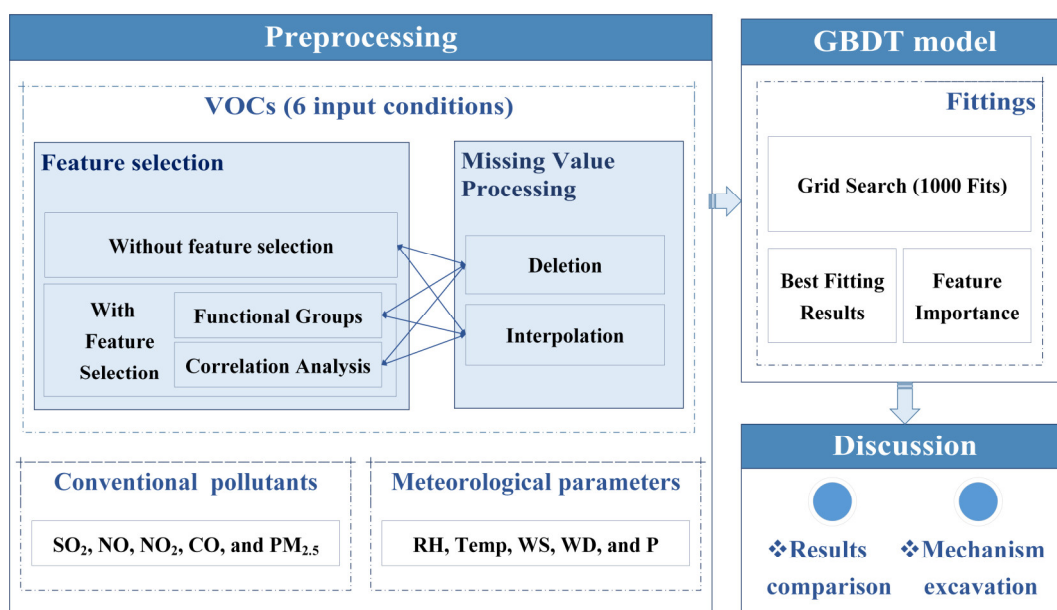 Preprocessing
VOCs (6 input conditions)
Feature selection
Without feature selection
With
Feature
Selection
Functional Groups
Correlation Analysis
Missing Value
Processing
Deletion
Interpolation
Conventional pollutants
SO₂, NO, NO₂, CO, and PM₂.₅
Meteorological parameters
RH, Temp, WS, WD, and P
GBDT model
Fittings
Grid Search (1000 Fits)
Best Fitting
Results
Feature
Importance
Discussion
❖Results
comparison
❖Mechanism
excavation